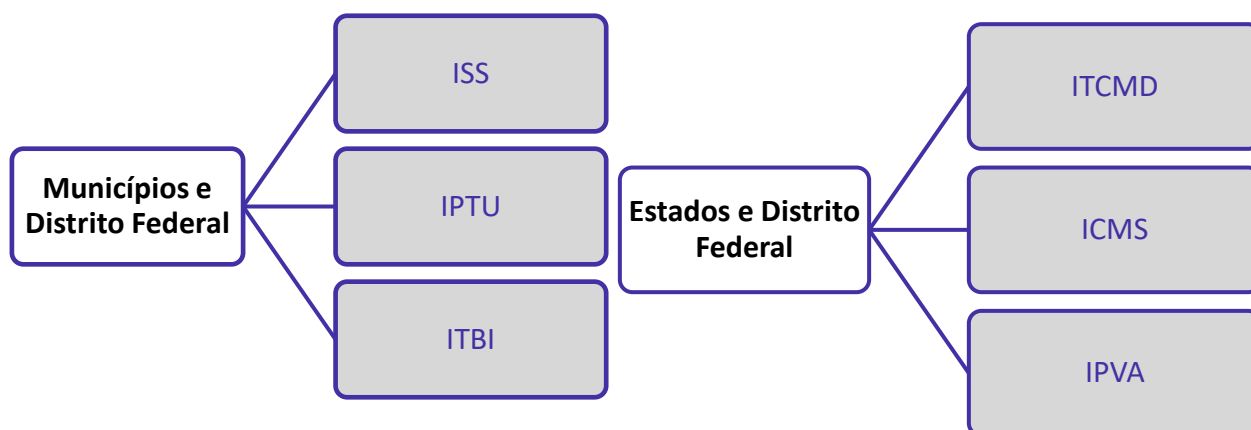 Municípios e
Distrito Federal
ISS
IPTU
ITBI
Estados e Distrito
Federal
ITCMD
ICMS
IPVA